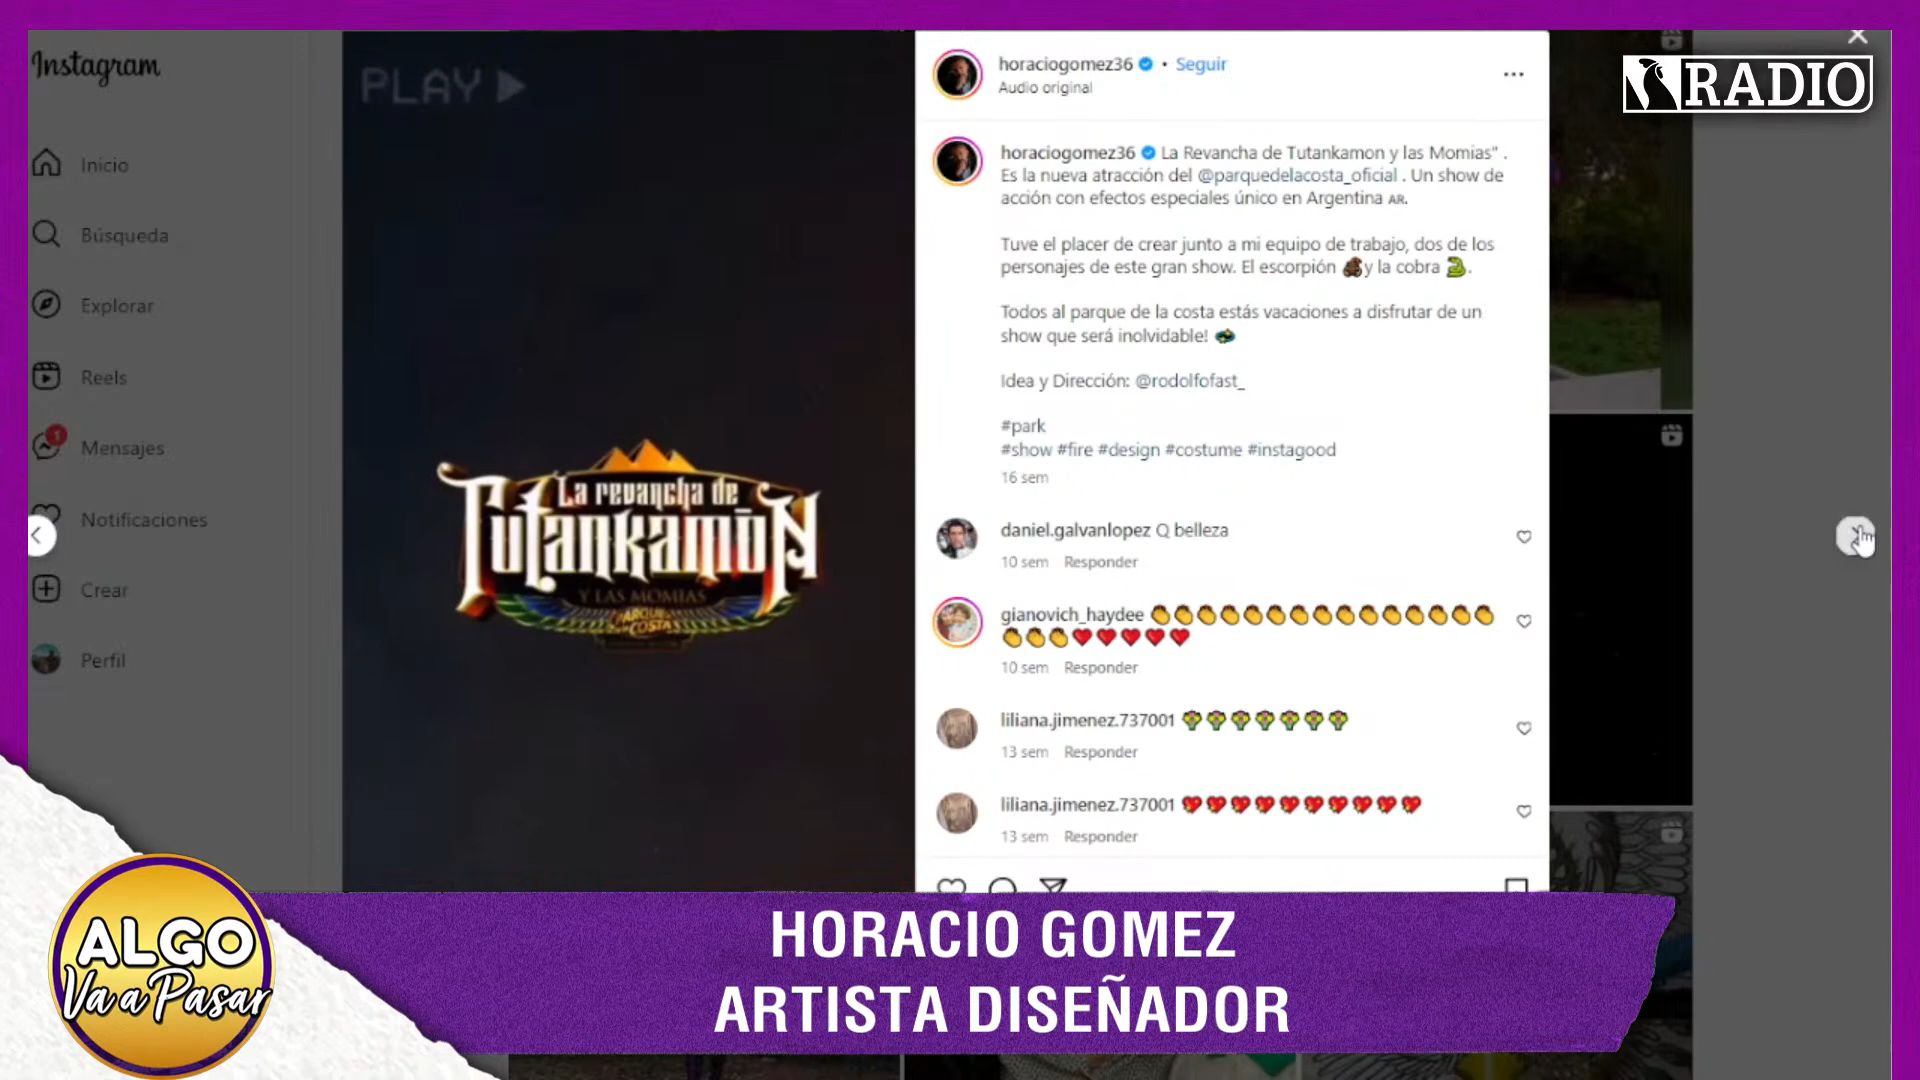 Instagram
Inicio
Búsqueda
Explorar
Reels
1
Mensajes
Notificaciones
Crear
Perfil
PLAY
La revancha de
Tutankamon
Y LAS MOMIAS
PARQUE
COSTA
horaciogomez36 • Seguir
Audio original
horaciogomez36 La Revancha de Tutankamon y las Momias" .
Es la nueva atracción del @parquedelacosta_oficial . Un show de
acción con efectos especiales único en Argentina AR.
Tuve el placer de crear junto a mi equipo de trabajo, dos de los
personajes de este gran show. El escorpión y la cobra .
Todos al parque de la costa estás vacaciones a disfrutar de un
show que será inolvidable!
Idea y Dirección: @rodolfofast_
#park
#show #fire #design #costume #instagood
16 sem
daniel.galvanlopez Q belleza
10 sem Responder
gianovich_haydee
10 sem Responder
liliana.jimenez.737001
13 sem Responder
liliana.jimenez.737001
13 sem Responder
RADIO
ALGO
Va a Pasar
HORACIO GOMEZ
ARTISTA DISEÑADOR